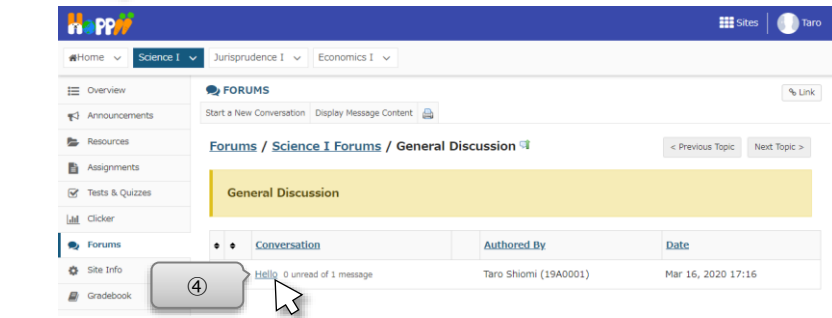 Hoppii
Sites
Taro
Home
Science I
Jurisprudence I
Economics I
Overview
Announcements
Resources
Assignments
Tests & Quizzes
Clicker
Forums
Site Info
Gradebook
FORUMS
Link
Start a New Conversation Display Message Content
Forums / Science I Forums / General Discussion
< Previous Topic Next Topic >
General Discussion
Conversation Authored By Date
Hello 0 unread of 1 message Taro Shiomi (19A0001) Mar 16, 2020 17:16
④